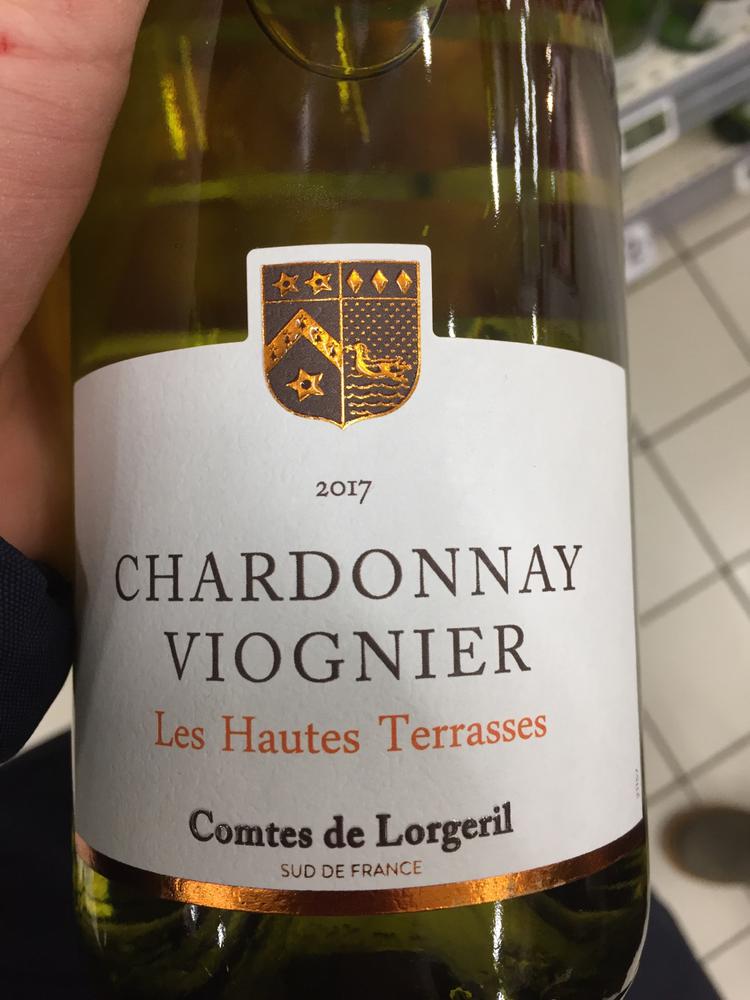 2017
CHARDONNAY
VIOGNIER
Les Hautes Terrasses
Comtes de Lorgeril
SUD DE FRANCE